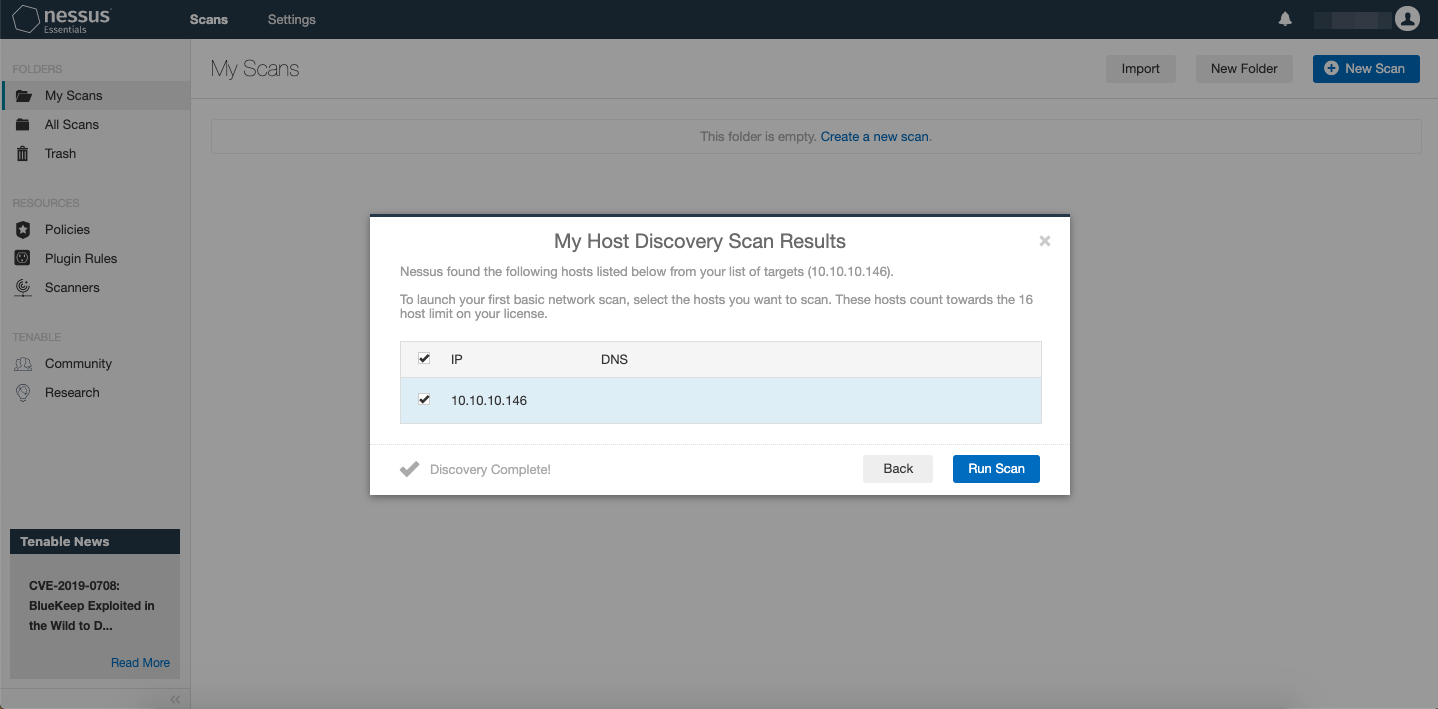 nessus
Essentials
Scans
Settings
FOLDERS
My Scans
All Scans
Trash
RESOURCES
Policies
Plugin Rules
Scanners
TENABLE
Community
Research
Tenable News
CVE-2019-0708:
BlueKeep Exploited in
the Wild to D...
Read More
My Scans
Import
New Folder
New Scan
This folder is empty. Create a new scan.
My Host Discovery Scan Results
Nessus found the following hosts listed below from your list of targets (10.10.10.146).
To launch your first basic network scan, select the hosts you want to scan. These hosts count towards the 16
host limit on your license.
IP DNS
10.10.10.146
Discovery Complete!
Back
Run Scan